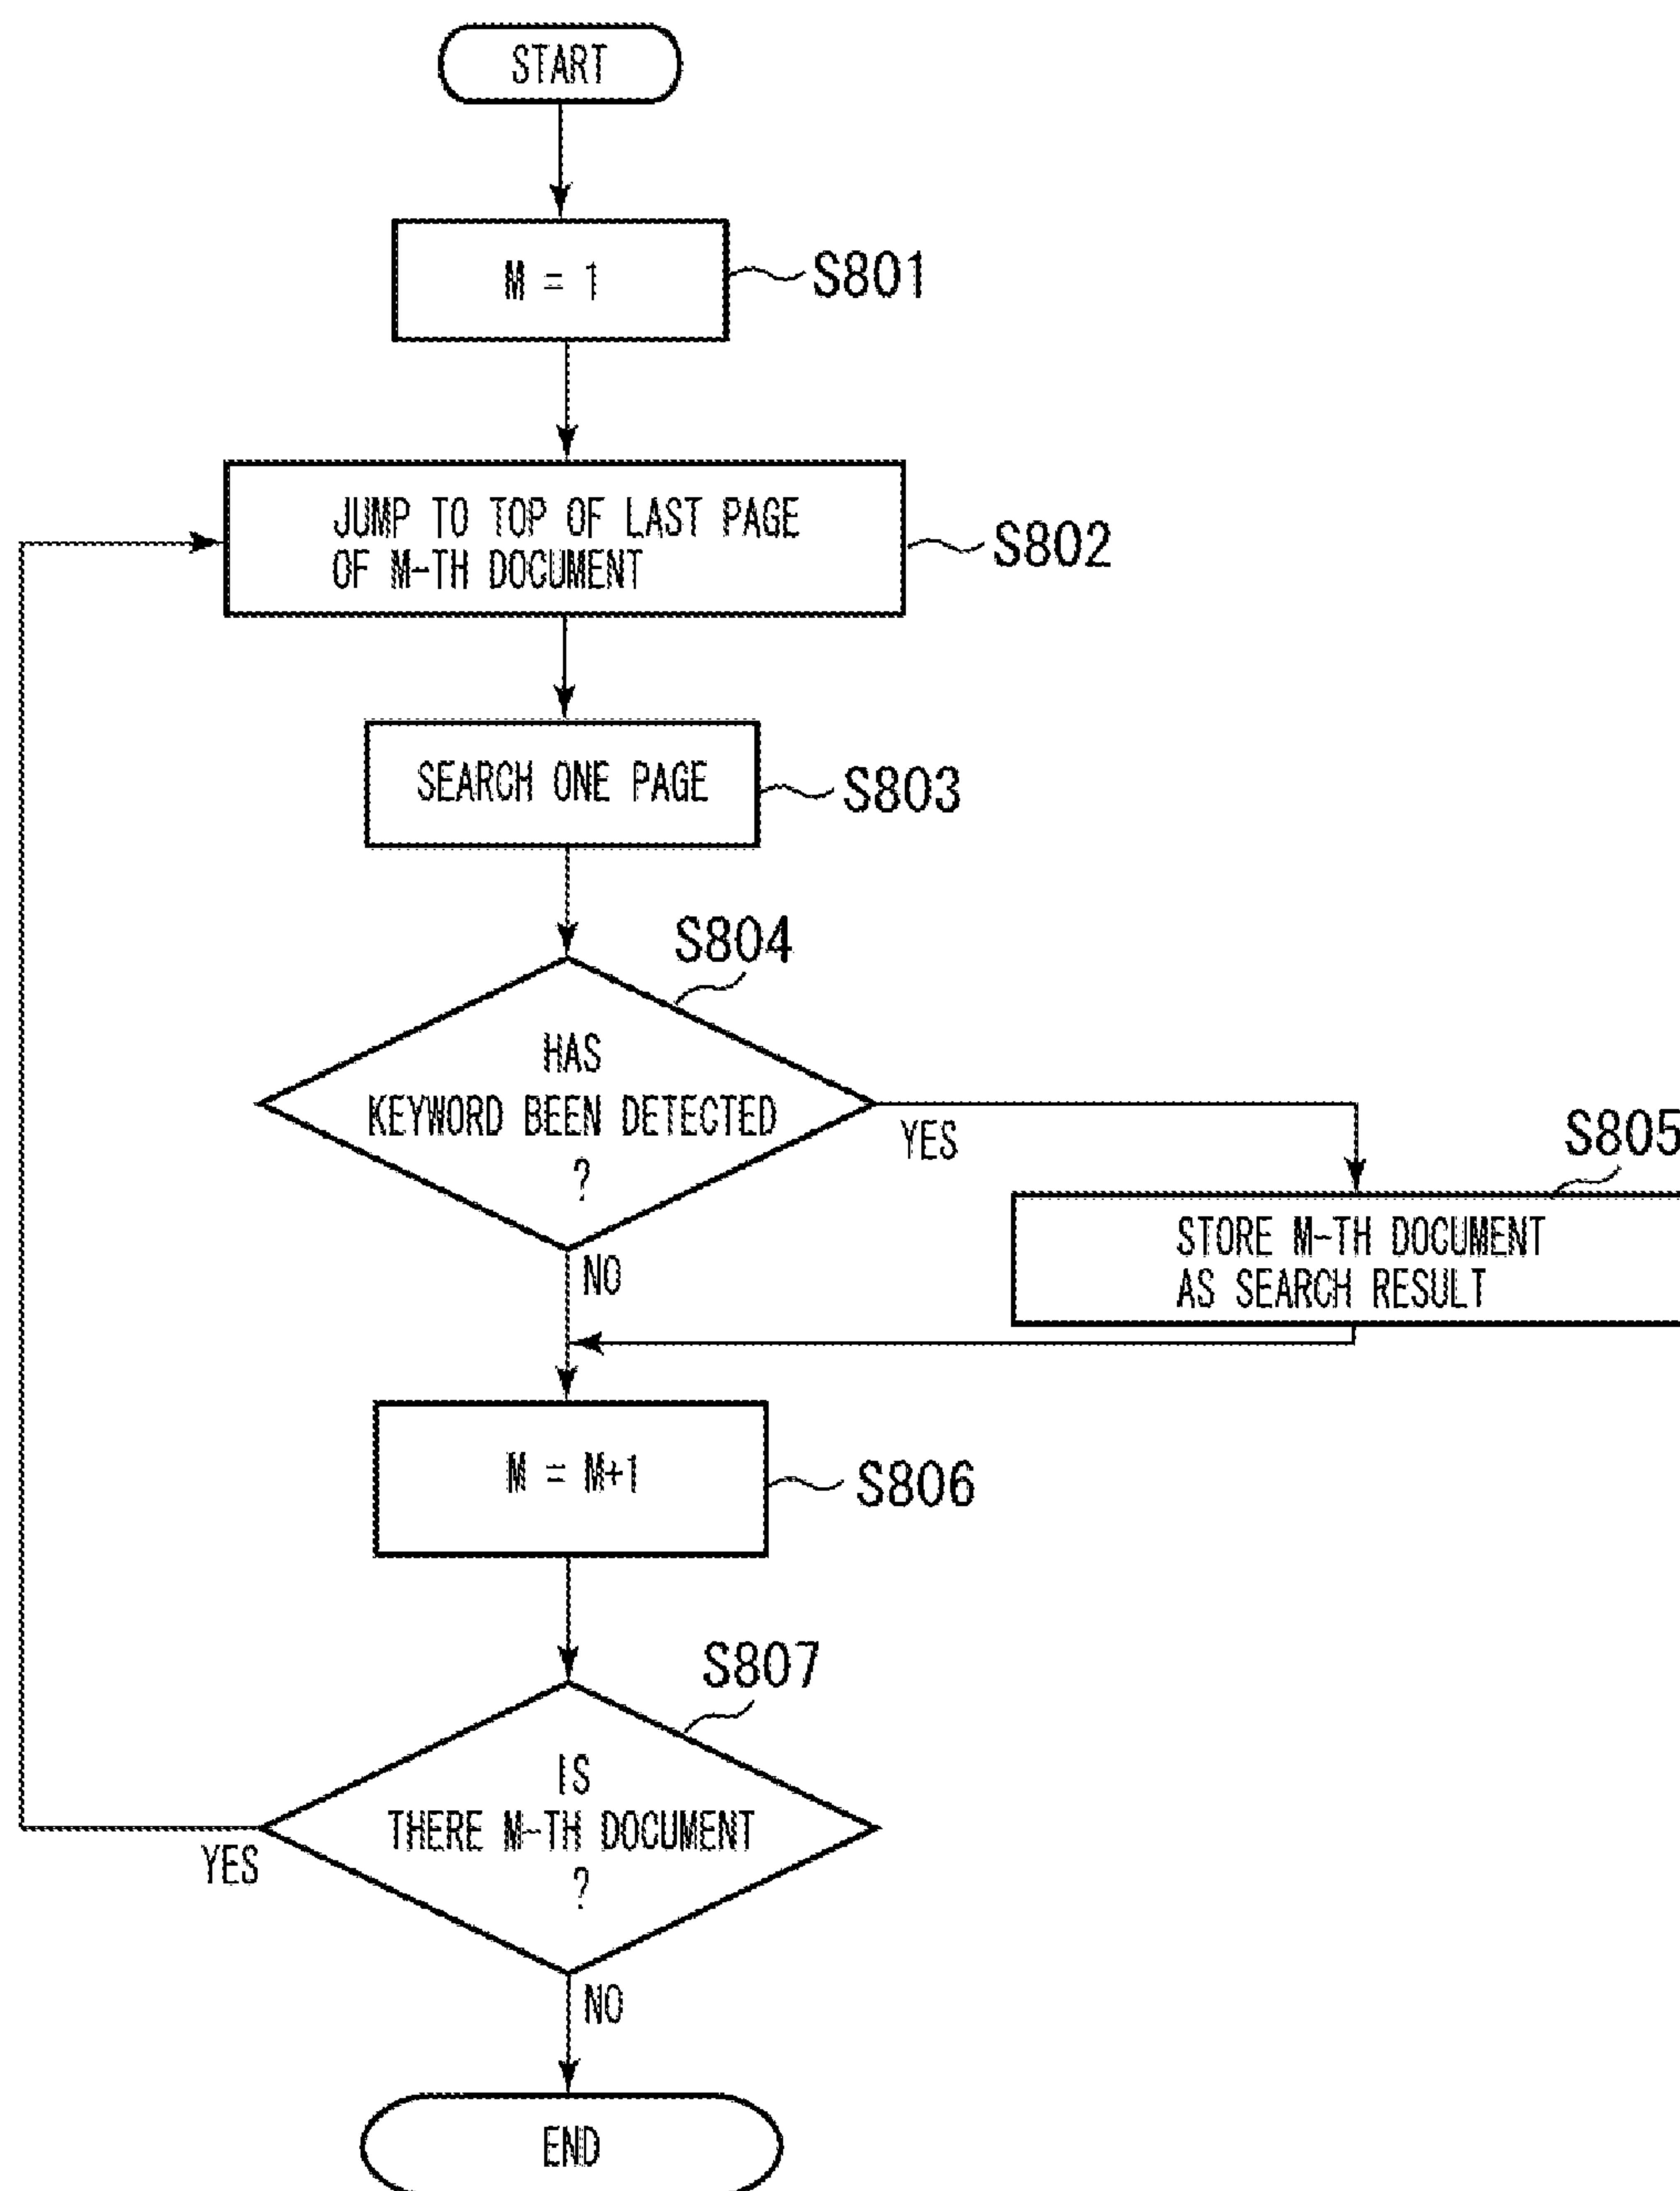 START
M = 1
S801
JUMP TO TOP OF LAST PAGE
OF M-TH DOCUMENT
S802
SEARCH ONE PAGE
S803
S804
HAS
KEYWORD BEEN DETECTED
?
YES
NO
S805
STORE M-TH DOCUMENT
AS SEARCH RESULT
M = M+1
S806
S807
IS
THERE M-TH DOCUMENT
?
YES
NO
END